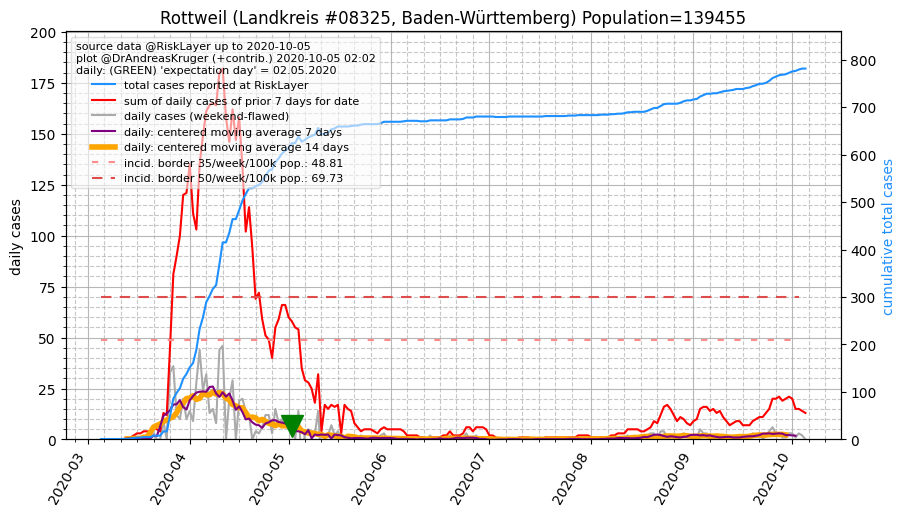 Rottweil (Landkreis #08325, Baden-Württemberg) Population=139455
source data @RiskLayer up to 2020-10-05
plot @DrAndreasKruger (+contrib.) 2020-10-05 02:02
daily: (GREEN) 'expectation day' = 02.05.2020
total cases reported at RiskLayer
sum of daily cases of prior 7 days for date
daily cases (weekend-flawed)
daily: centered moving average 7 days
daily: centered moving average 14 days
incid. border 35/week/100k pop.: 48.81
incid. border 50/week/100k pop.: 69.73
daily cases
200
175
150
125
100
75
50
25
0
cumulative total cases
800
700
600
500
400
300
200
100
0
2020-03
2020-04
2020-05
2020-06
2020-07
2020-08
2020-09
2020-10